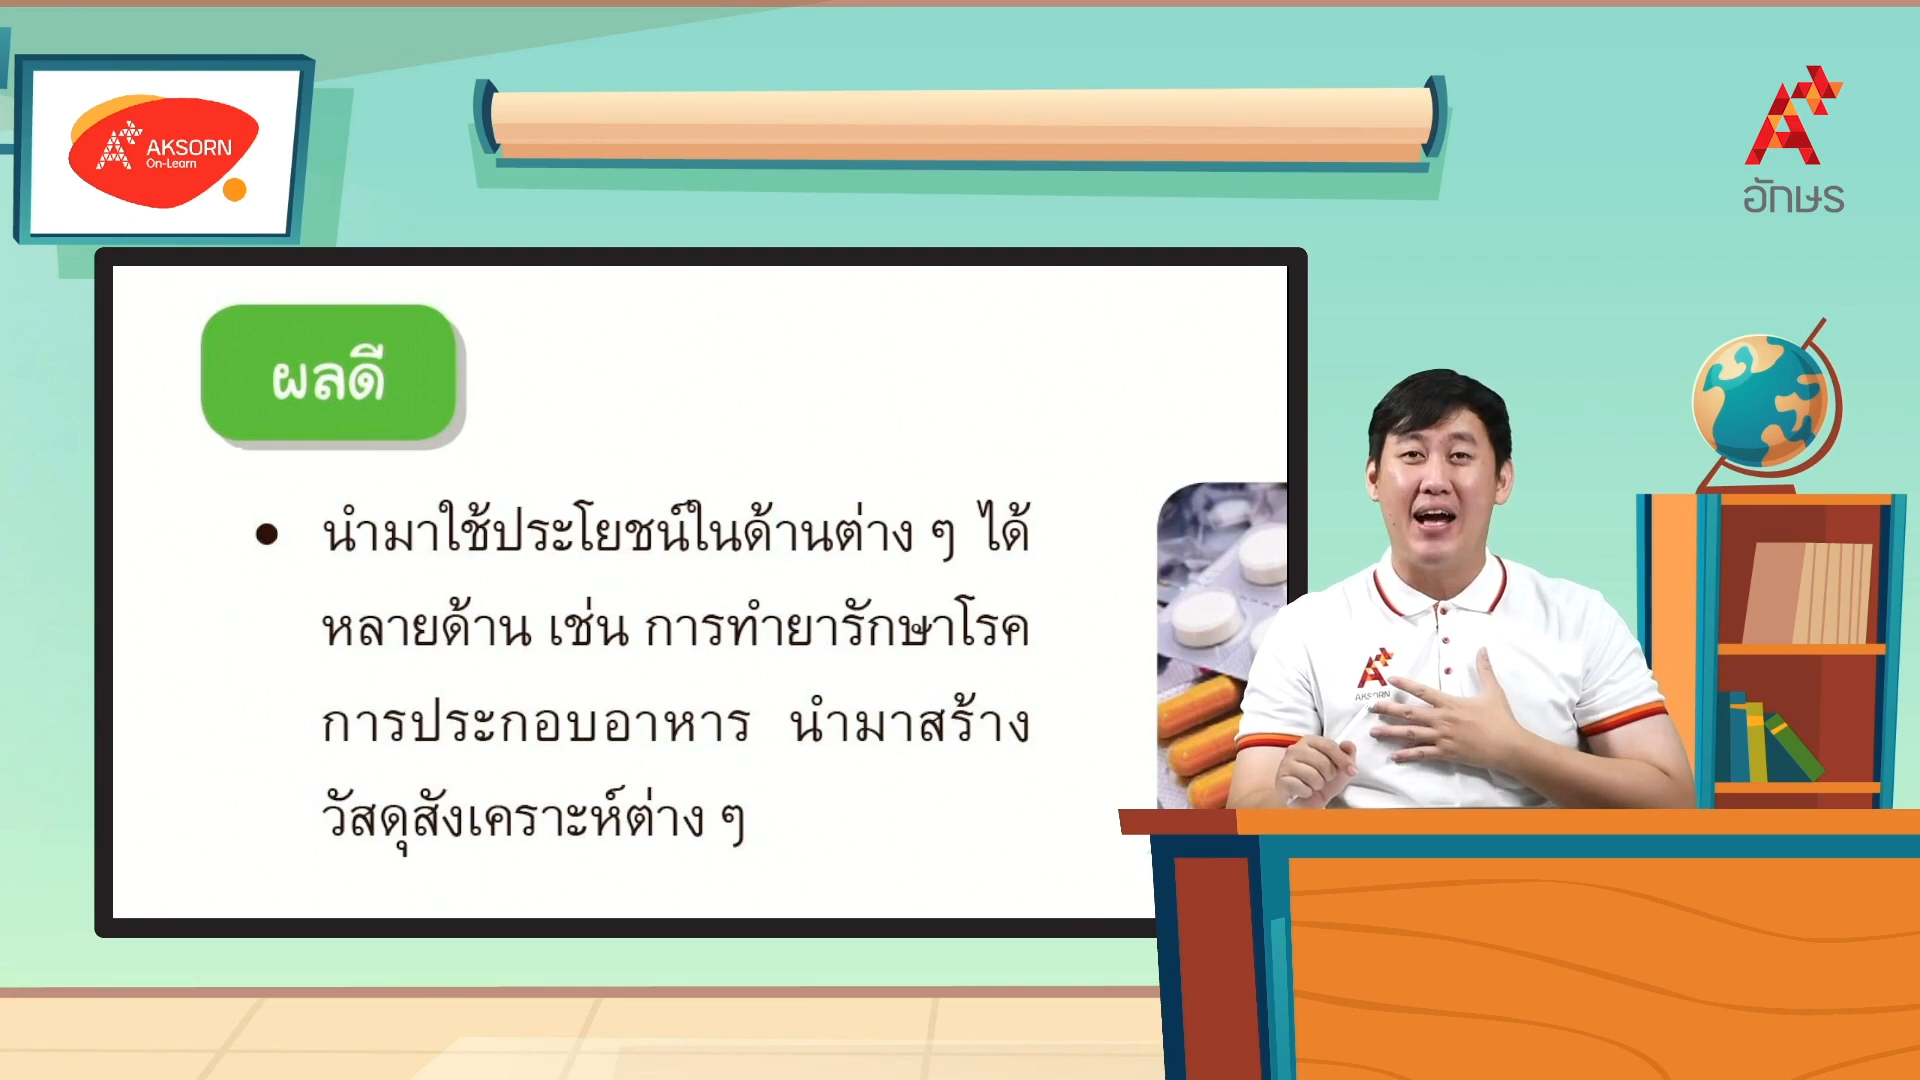 AKSORN
On-Learn
อักษร
ผลดี
• นำมาใช้ประโยชน์ในด้านต่าง ๆ ได้
หลายด้าน เช่น การทำยารักษาโรค
การประกอบอาหาร นำมาสร้าง
วัสดุสังเคราะห์ต่าง ๆ
AKSORN